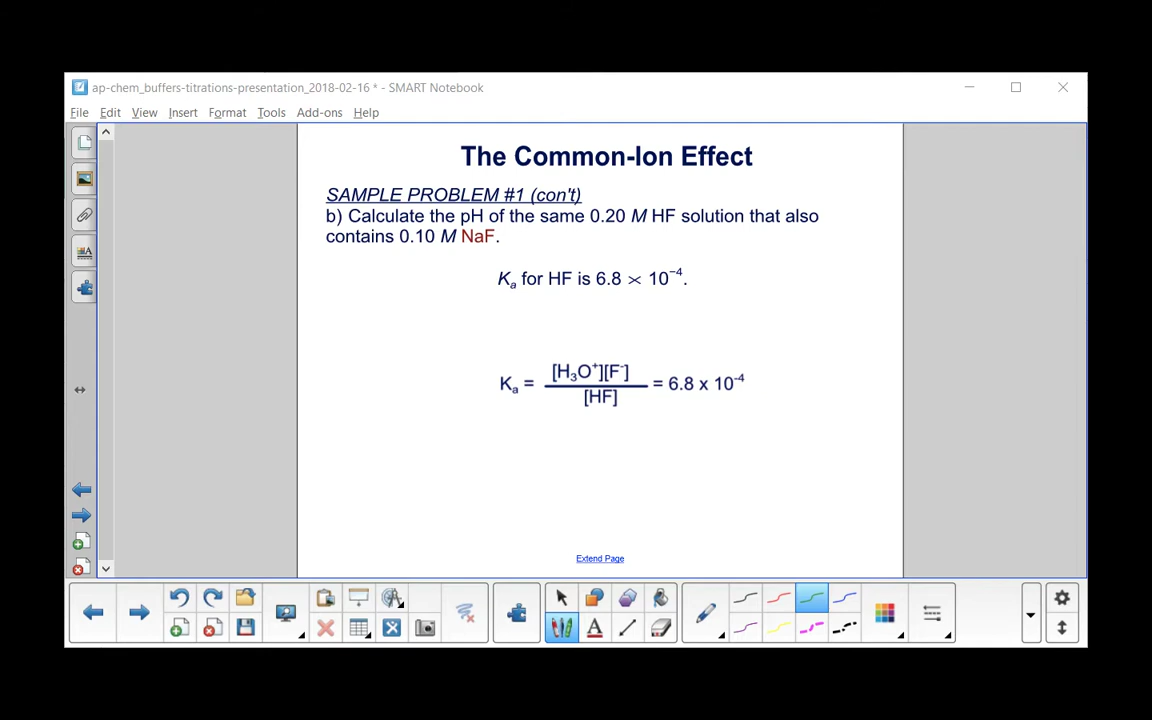 ap-chem_buffers-titrations-presentation_2018-02-16 * - SMART Notebook
File Edit View Insert Format Tools Add-ons Help
The Common-Ion Effect
SAMPLE PROBLEM #1 (con't)
b) Calculate the pH of the same 0.20 M HF solution that also
contains 0.10 M NaF.
Kₐ for HF is 6.8 × 10⁻⁴.
[H₃O⁺][F⁻]
Kₐ = = 6.8 x 10⁻⁴
[HF]
Extend Page